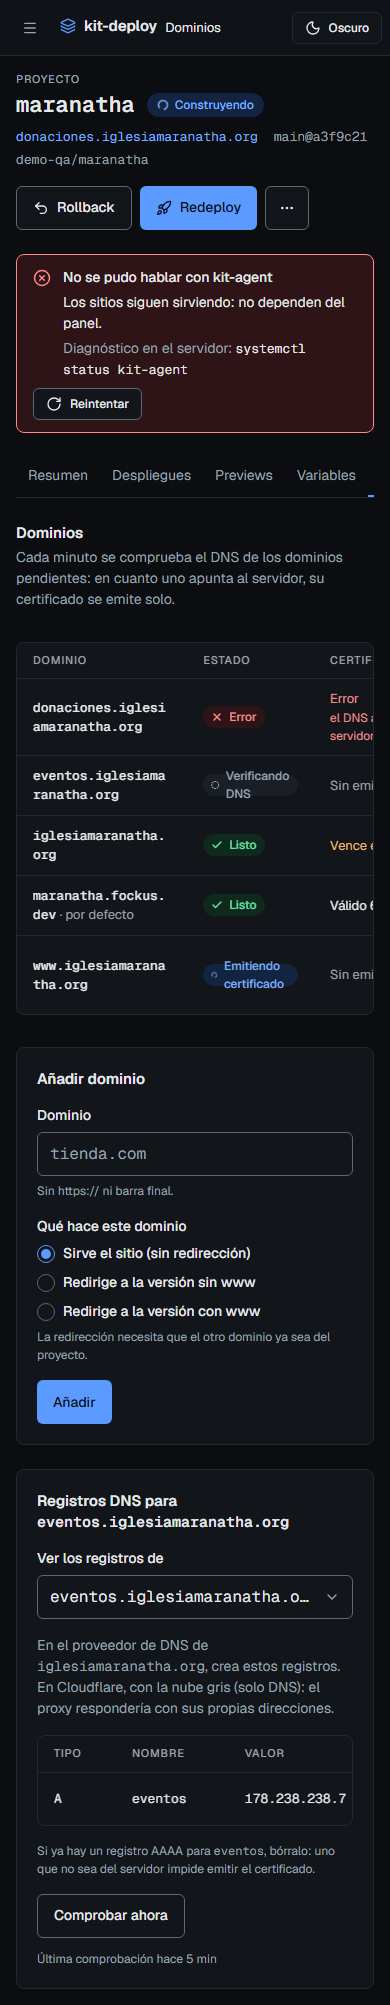 kit-deploy Dominios Oscuro
PROYECTO
maranatha Construyendo
donaciones.iglesiamaranatha.org main@a3f9c21
demo-qa/maranatha
Rollback Redeploy ···
No se pudo hablar con kit-agent
Los sitios siguen sirviendo: no dependen del
panel.
Diagnóstico en el servidor: systemctl
status kit-agent
Reintentar
Resumen Despliegues Previews Variables
Dominios
Cada minuto se comprueba el DNS de los dominios
pendientes: en cuanto uno apunta al servidor, su
certificado se emite solo.
DOMINIO ESTADO CERTIF
donaciones.iglesi
amaranatha.org
Error
Error
el DNS
servidor
eventos.iglesiama
ranatha.org
Verificando
DNS
Sin emi
iglesiamaranatha.
org
Listo
Vence
maranatha.fockus.
dev · por defecto
Listo
Válido
www.iglesiamarana
tha.org
Emitiendo
certificado
Sin emi
Añadir dominio
Dominio
tienda.com
Sin https:// ni barra final.
Qué hace este dominio
Sirve el sitio (sin redirección)
Redirige a la versión sin www
Redirige a la versión con www
La redirección necesita que el otro dominio ya sea del
proyecto.
Añadir
Registros DNS para
eventos.iglesiamaranatha.org
Ver los registros de
eventos.iglesiamaranatha.o…
En el proveedor de DNS de
iglesiamaranatha.org, crea estos registros.
En Cloudflare, con la nube gris (solo DNS): el
proxy respondería con sus propias direcciones.
TIPO NOMBRE VALOR
A eventos 178.238.238.7
Si ya hay un registro AAAA para eventos, bórralo: uno
que no sea del servidor impide emitir el certificado.
Comprobar ahora
Última comprobación hace 5 min